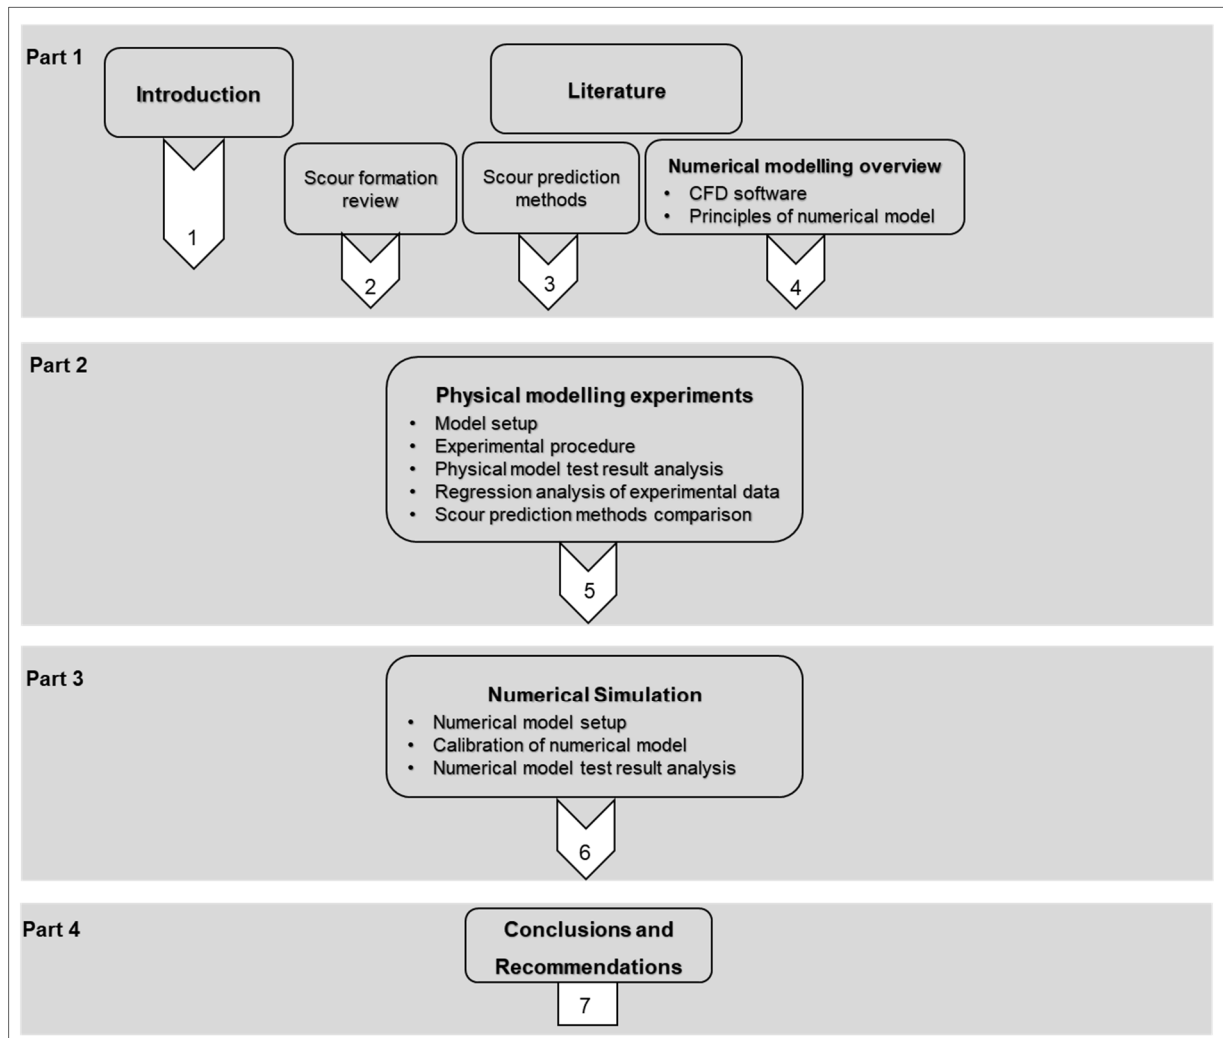 Part 1
Introduction
1
Literature
Scour formation
review
2
Scour prediction
methods
3
Numerical modelling overview
• CFD software
• Principles of numerical model
4
Part 2
Physical modelling experiments
• Model setup
• Experimental procedure
• Physical model test result analysis
• Regression analysis of experimental data
• Scour prediction methods comparison
5
Part 3
Numerical Simulation
• Numerical model setup
• Calibration of numerical model
• Numerical model test result analysis
6
Part 4
Conclusions and
Recommendations
7